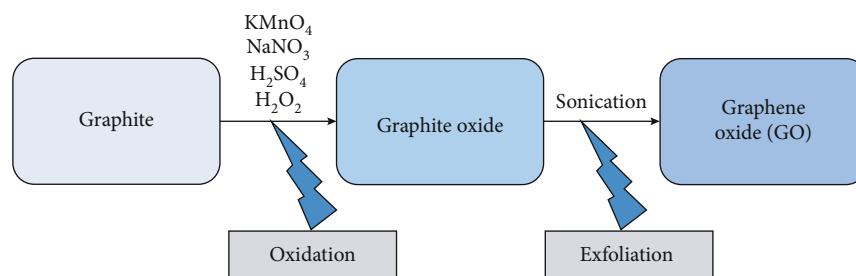 KMnO₄
NaNO₃
H₂SO₄
H₂O₂
Graphite
Graphite oxide
Sonication
Graphene
oxide (GO)
Oxidation
Exfoliation